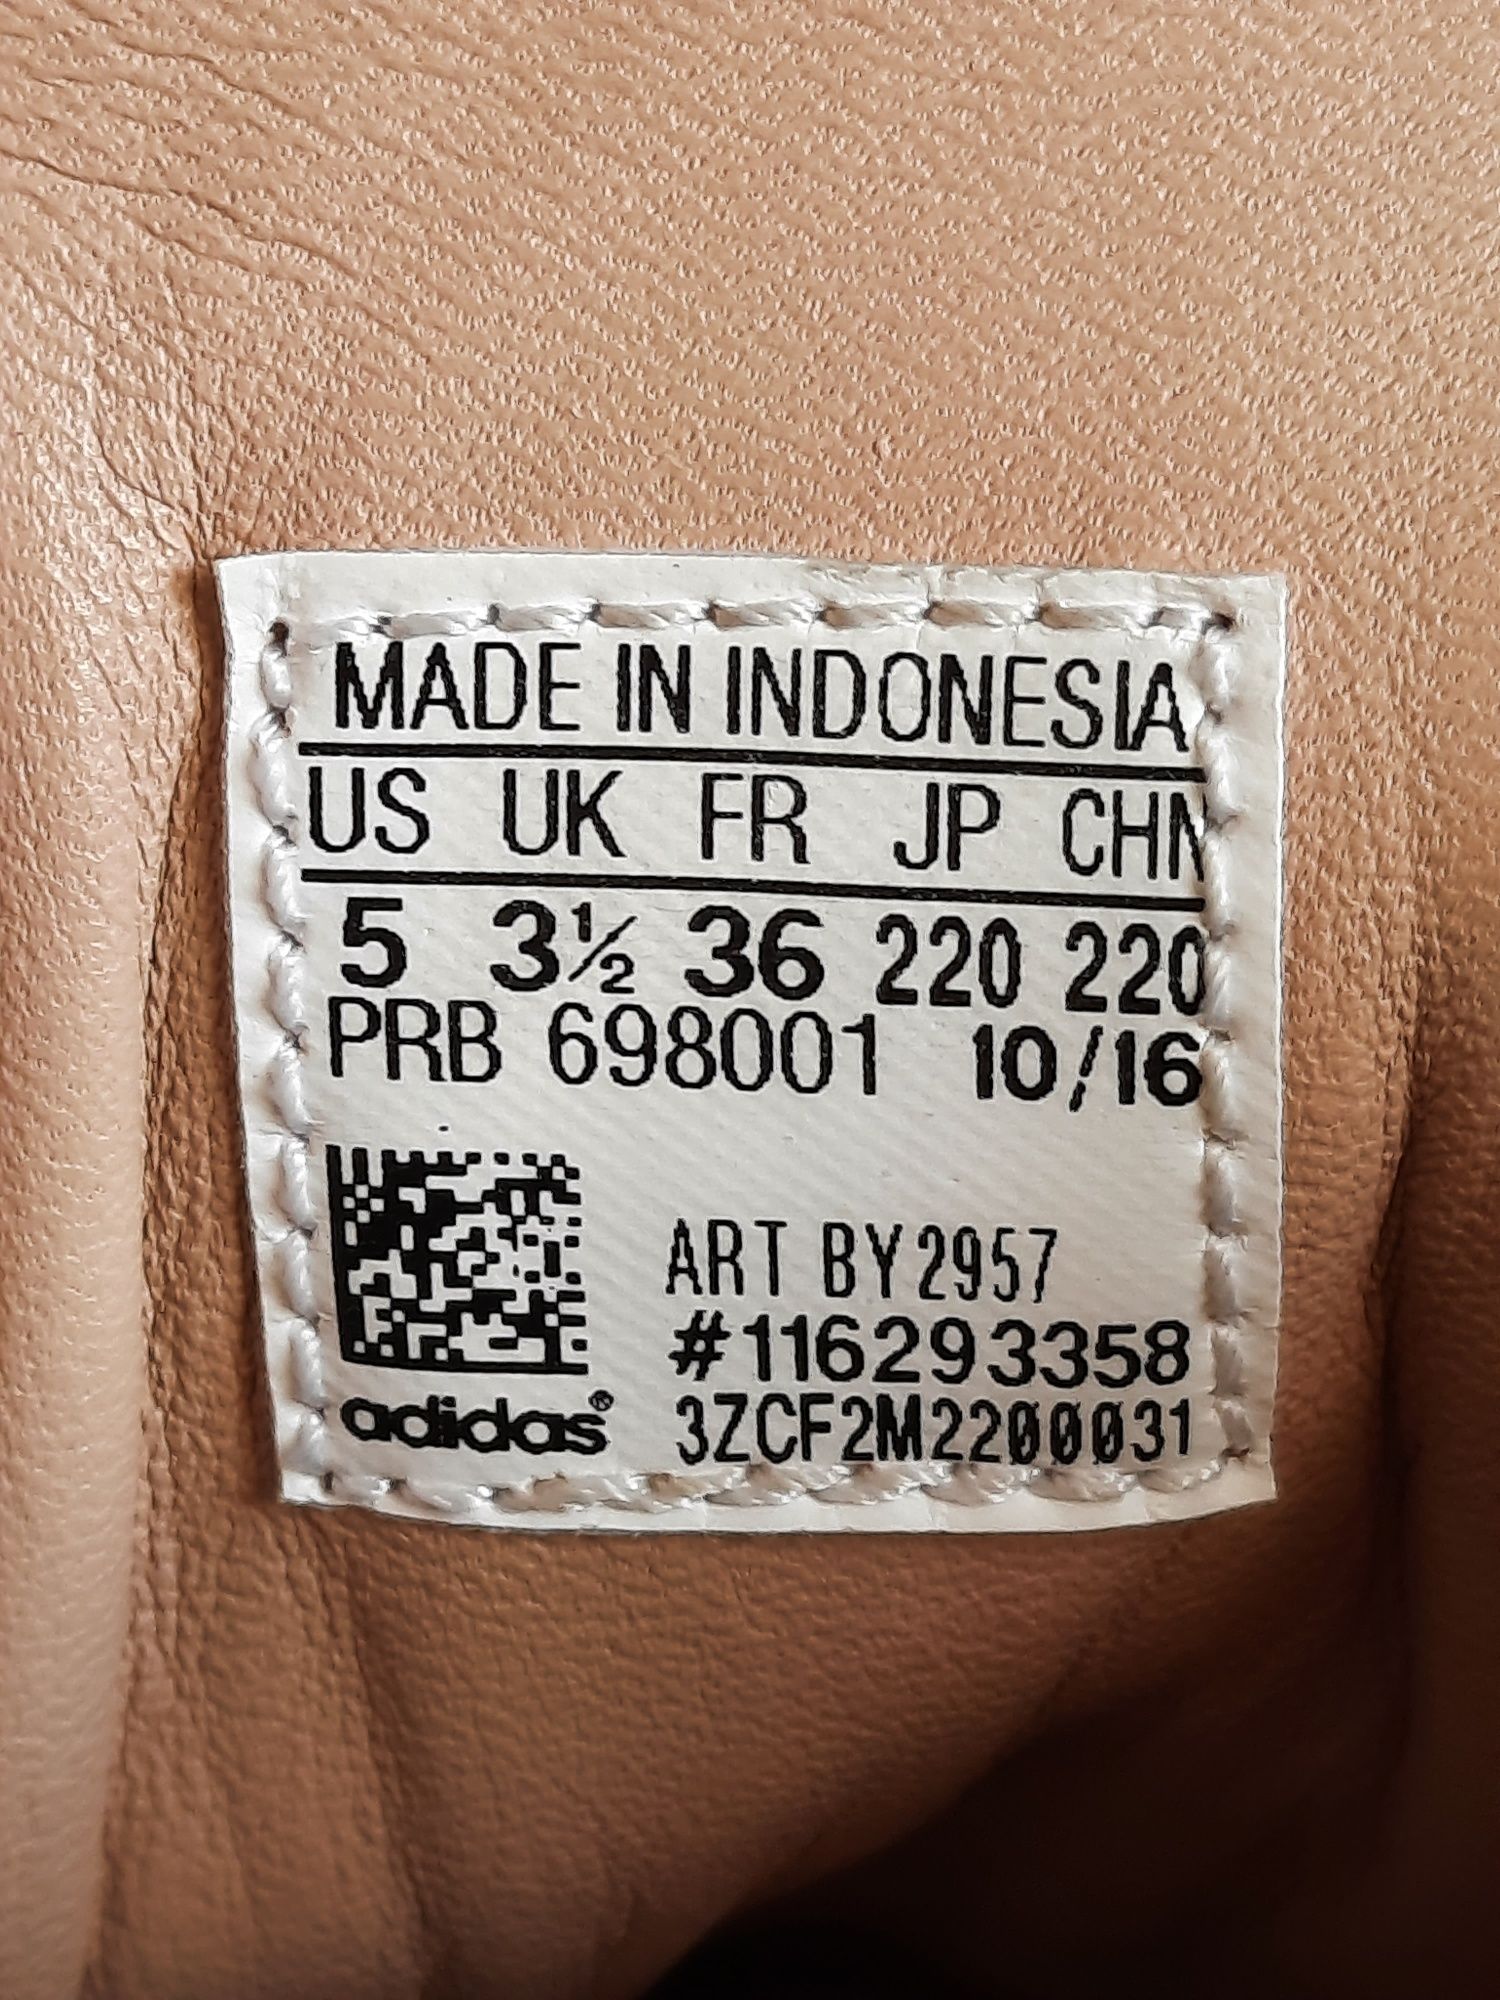 MADE IN INDONESIA
US UK FR JP CHN
5 3½ 36 220 220
PRB 698001 10/16
ART BY2957
#116293358
adidas® 3ZCF2M2200031